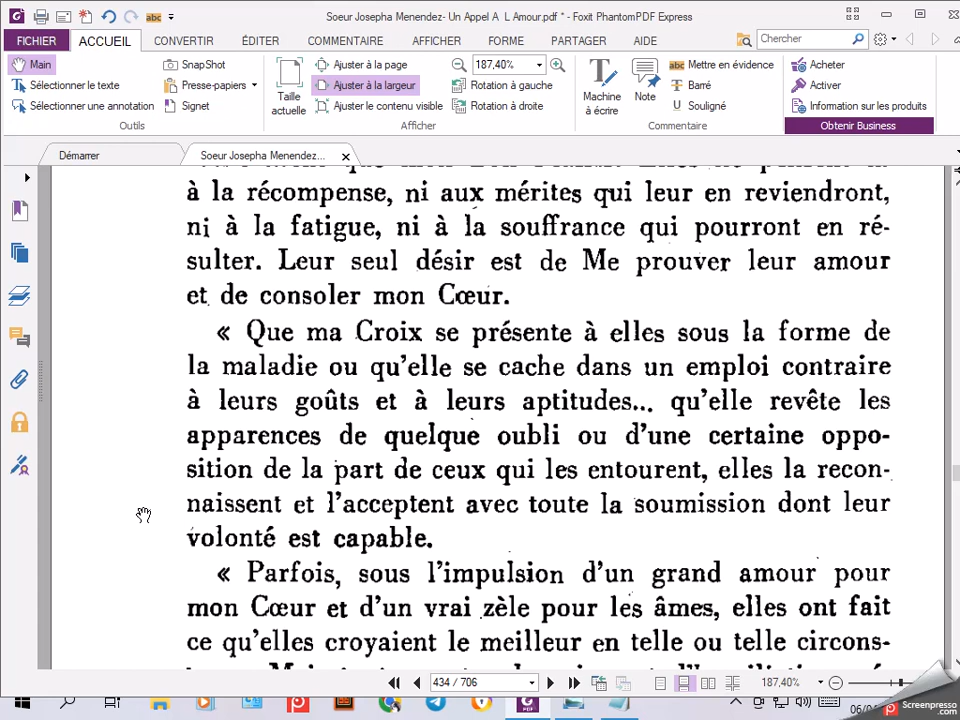 Soeur Josepha Menendez- Un Appel A L Amour.pdf * - Foxit PhantomPDF Express
FICHIER ACCUEIL CONVERTIR ÉDITER COMMENTAIRE AFFICHER FORME PARTAGER AIDE Chercher
Main SnapShot Ajuster à la page 187,40% Mettre en évidence Acheter
Sélectionner le texte Presse-papiers Ajuster à la largeur Rotation à gauche Barré Activer
Sélectionner une annotation Signet Taille actuelle Ajuster le contenu visible Rotation à droite Machine à écrire Note Souligné Information sur les produits
Outils Afficher Commentaire Obtenir Business
Démarrer Soeur Josepha Menendez...
à la récompense, ni aux mérites qui leur en reviendront,
ni à la fatigue, ni à la souffrance qui pourront en ré-
sulter. Leur seul désir est de Me prouver leur amour
et de consoler mon Cœur.
« Que ma Croix se présente à elles sous la forme de
la maladie ou qu'elle se cache dans un emploi contraire
à leurs goûts et à leurs aptitudes... qu'elle revête les
apparences de quelque oubli ou d'une certaine oppo-
sition de la part de ceux qui les entourent, elles la recon-
naissent et l'acceptent avec toute la soumission dont leur
volonté est capable.
« Parfois, sous l'impulsion d'un grand amour pour
mon Cœur et d'un vrai zèle pour les âmes, elles ont fait
ce qu'elles croyaient le meilleur en telle ou telle circons-
434 / 706 187,40%
Screenpresso
.com